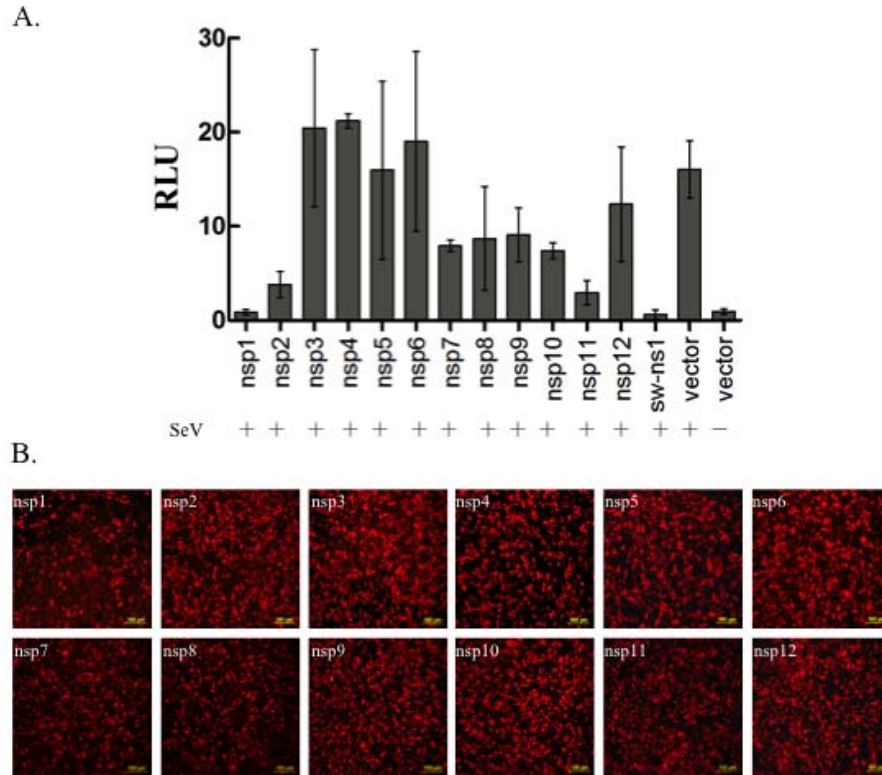 A.
30
20
10
0
RLU
nsp1 nsp2 nsp3 nsp4 nsp5 nsp6 nsp7 nsp8 nsp9 nsp10 nsp11 nsp12 sw-ns1 vector vector
SeV + + + + + + + + + + + + + + −
B.
nsp1 nsp2 nsp3 nsp4 nsp5 nsp6
nsp7 nsp8 nsp9 nsp10 nsp11 nsp12